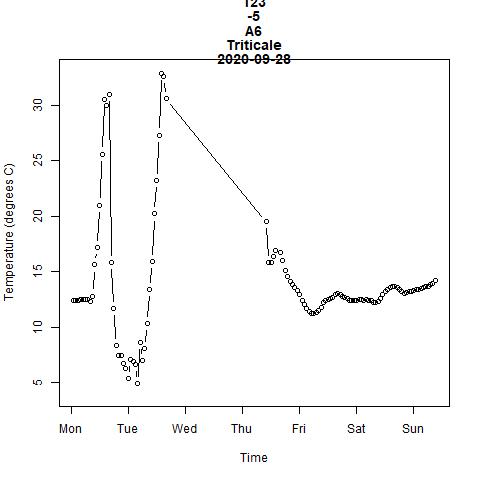 123
-5
A6
Triticale
2020-09-28
30
25
20
15
10
5
Temperature (degrees C)
Mon Tue Wed Thu Fri Sat Sun
Time